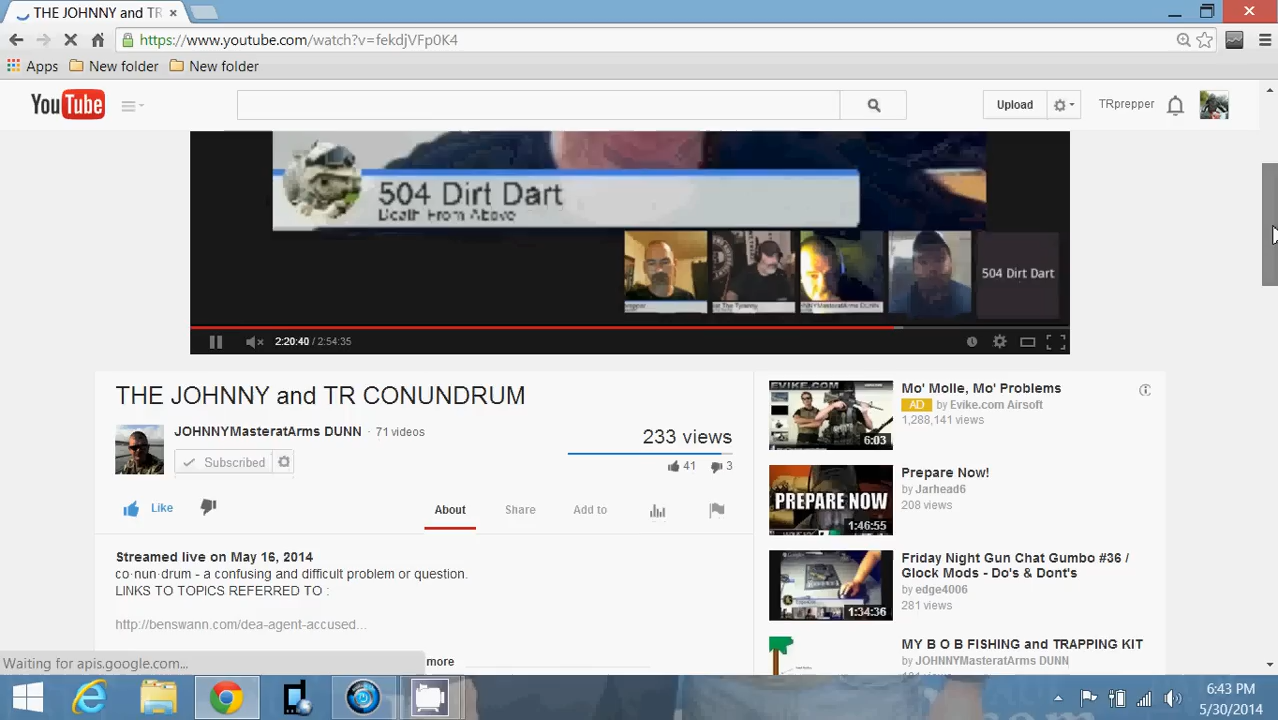 THE JOHNNY and TR
https://www.youtube.com/watch?v=fekdjVFp0K4
Apps New folder New folder
YouTube
Upload
TRprepper
504 Dirt Dart
Death From Above
504 Dirt Dart
2:20:40 / 2:54:35
THE JOHNNY and TR CONUNDRUM
JOHNNYMasteratArms DUNN · 71 videos
Subscribed
233 views
41 3
Like
About Share Add to
Streamed live on May 16, 2014
co·nun·drum - a confusing and difficult problem or question.
LINKS TO TOPICS REFERRED TO :
http://benswann.com/dea-agent-accused...
more
Mo' Molle, Mo' Problems
AD by Evike.com Airsoft
1,288,141 views
EVIKE.COM
6:03
Prepare Now!
by Jarhead6
208 views
PREPARE NOW
1:46:55
Friday Night Gun Chat Gumbo #36 /
Glock Mods - Do's & Dont's
by edge4006
281 views
1:34:36
MY B O B FISHING and TRAPPING KIT
by JOHNNYMasteratArms DUNN
Waiting for apis.google.com...
6:43 PM
5/30/2014